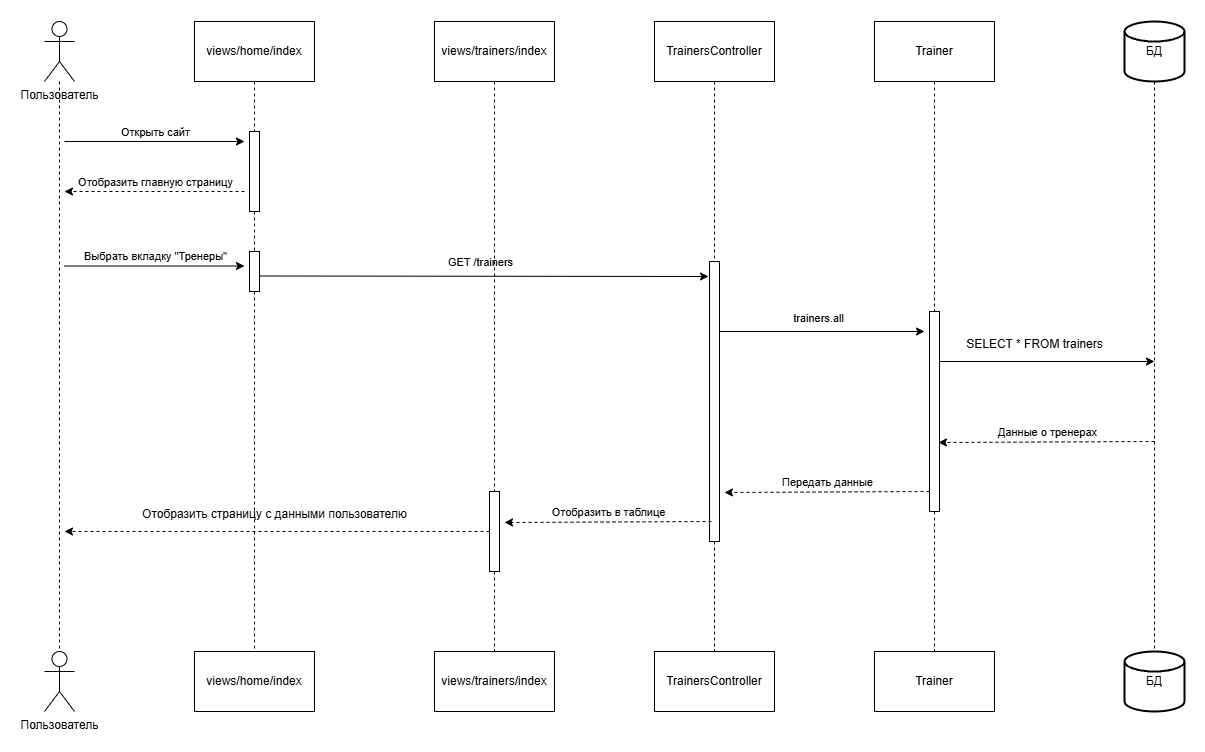 views/home/index
views/trainers/index
TrainersController
Trainer
БД
Пользователь
Открыть сайт
Отобразить главную страницу
Выбрать вкладку "Тренеры"
GET /trainers
trainers.all
SELECT * FROM trainers
Данные о тренерах
Передать данные
Отобразить в таблице
Отобразить страницу с данными пользователю
views/home/index
views/trainers/index
TrainersController
Trainer
БД
Пользователь